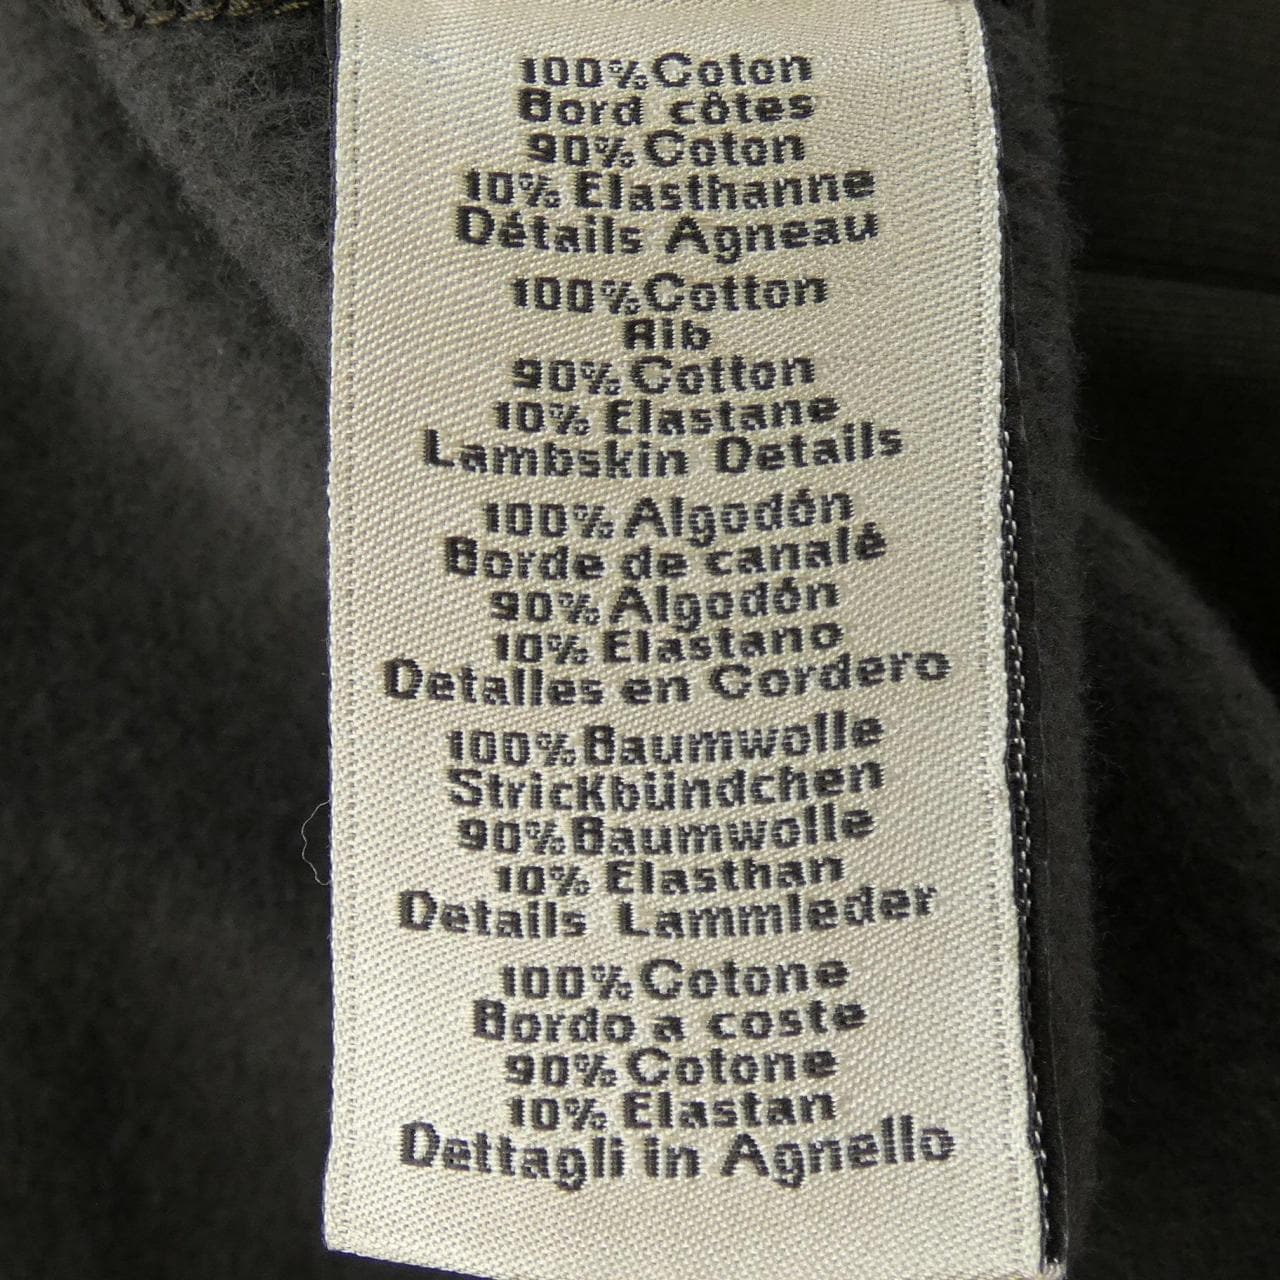 100% Coton
Bord côtes
90% Coton
10% Elasthanne
Détails Agneau
100% Cotton
Rib
90% Cotton
10% Elastane
Lambskin Details
100% Algodón
Borde de canalé
90% Algodón
10% Elastano
Detalles en Cordero
100% Baumwolle
Strickbündchen
90% Baumwolle
10% Elasthan
Details Lammleder
100% Cotone
Bordo a coste
90% Cotone
10% Elastan
Dettagli in Agnello